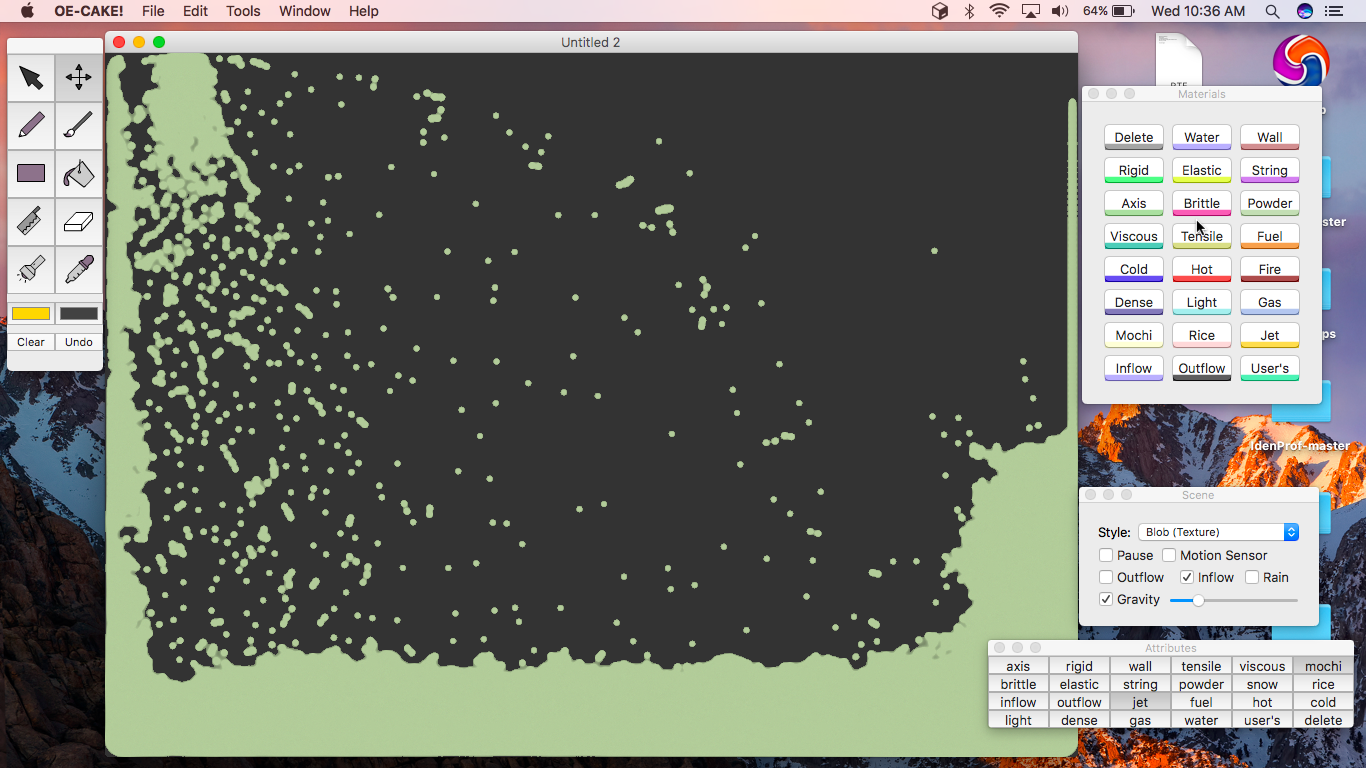 OE-CAKE! File Edit Tools Window Help 64% Wed 10:36 AM
Untitled 2
Clear Undo
Materials
Delete Water Wall
Rigid Elastic String
Axis Brittle Powder
Viscous Tensile Fuel
Cold Hot Fire
Dense Light Gas
Mochi Rice Jet
Inflow Outflow User's
ster
ps
IdenProf-master
Scene
Style: Blob (Texture)
Pause Motion Sensor
Outflow Inflow Rain
Gravity
Attributes
axis rigid wall tensile viscous mochi
brittle elastic string powder snow rice
inflow outflow jet fuel hot cold
light dense gas water user's delete